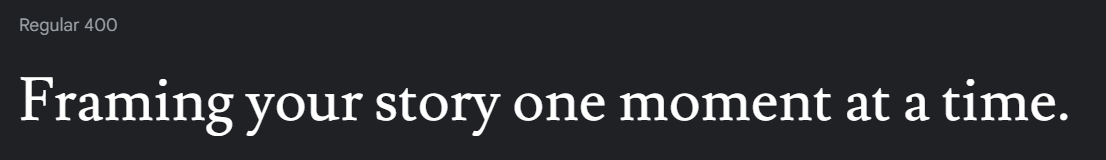 Regular 400
Framing your story one moment at a time.